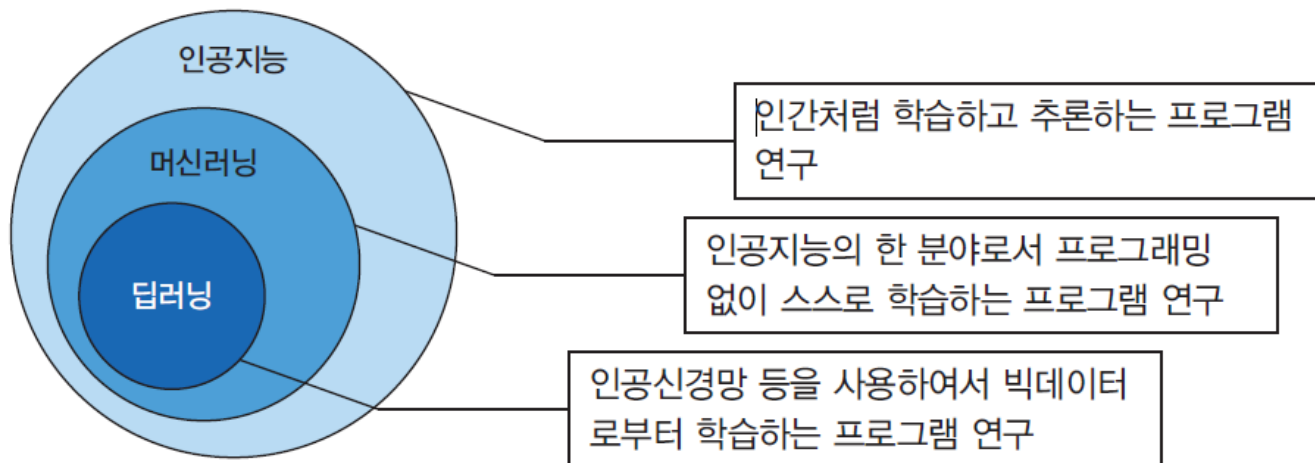 인공지능
머신러닝
딥러닝
인간처럼 학습하고 추론하는 프로그램
연구
인공지능의 한 분야로서 프로그래밍
없이 스스로 학습하는 프로그램 연구
인공신경망 등을 사용하여서 빅데이터
로부터 학습하는 프로그램 연구